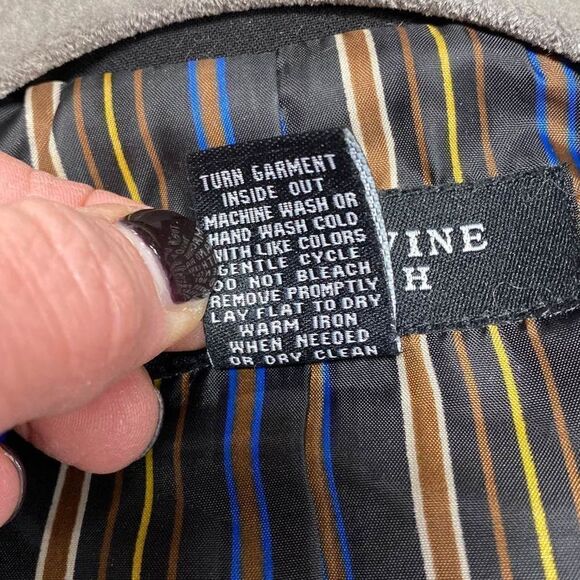 TURN GARMENT
INSIDE OUT
MACHINE WASH OR
HAND WASH COLD
WITH LIKE COLORS
GENTLE CYCLE
DO NOT BLEACH
REMOVE PROMPTLY
LAY FLAT TO DRY
WARM IRON
WHEN NEEDED
OR DRY CLEAN
VINE
H